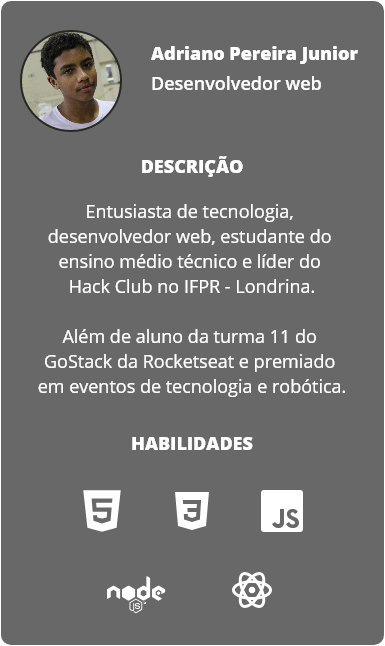 Adriano Pereira Junior
Desenvolvedor web
DESCRIÇÃO
Entusiasta de tecnologia,
desenvolvedor web, estudante do
ensino médio técnico e líder do
Hack Club no IFPR - Londrina.
Além de aluno da turma 11 do
GoStack da Rocketseat e premiado
em eventos de tecnologia e robótica.
HABILIDADES
5 3 JS
node
JS